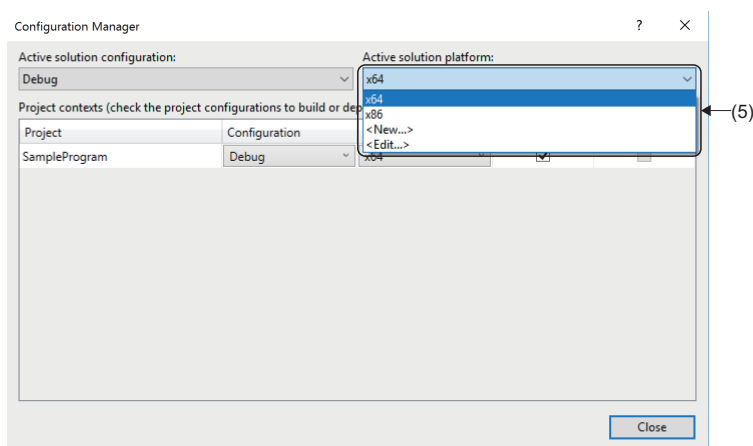 Configuration Manager
? ×
Active solution configuration: Active solution platform:
Debug x64
Project contexts (check the project configurations to build or dep
x64
x86
<New...>
<Edit...>
(5)
Project Configuration
SampleProgram Debug x64
Close